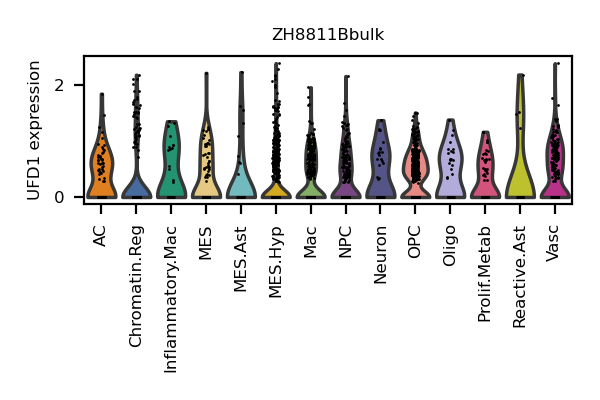 ZH8811Bbulk
UFD1 expression
2
0
AC
Chromatin.Reg
Inflammatory.Mac
MES
MES.Ast
MES.Hyp
Mac
NPC
Neuron
OPC
Oligo
Prolif.Metab
Reactive.Ast
Vasc